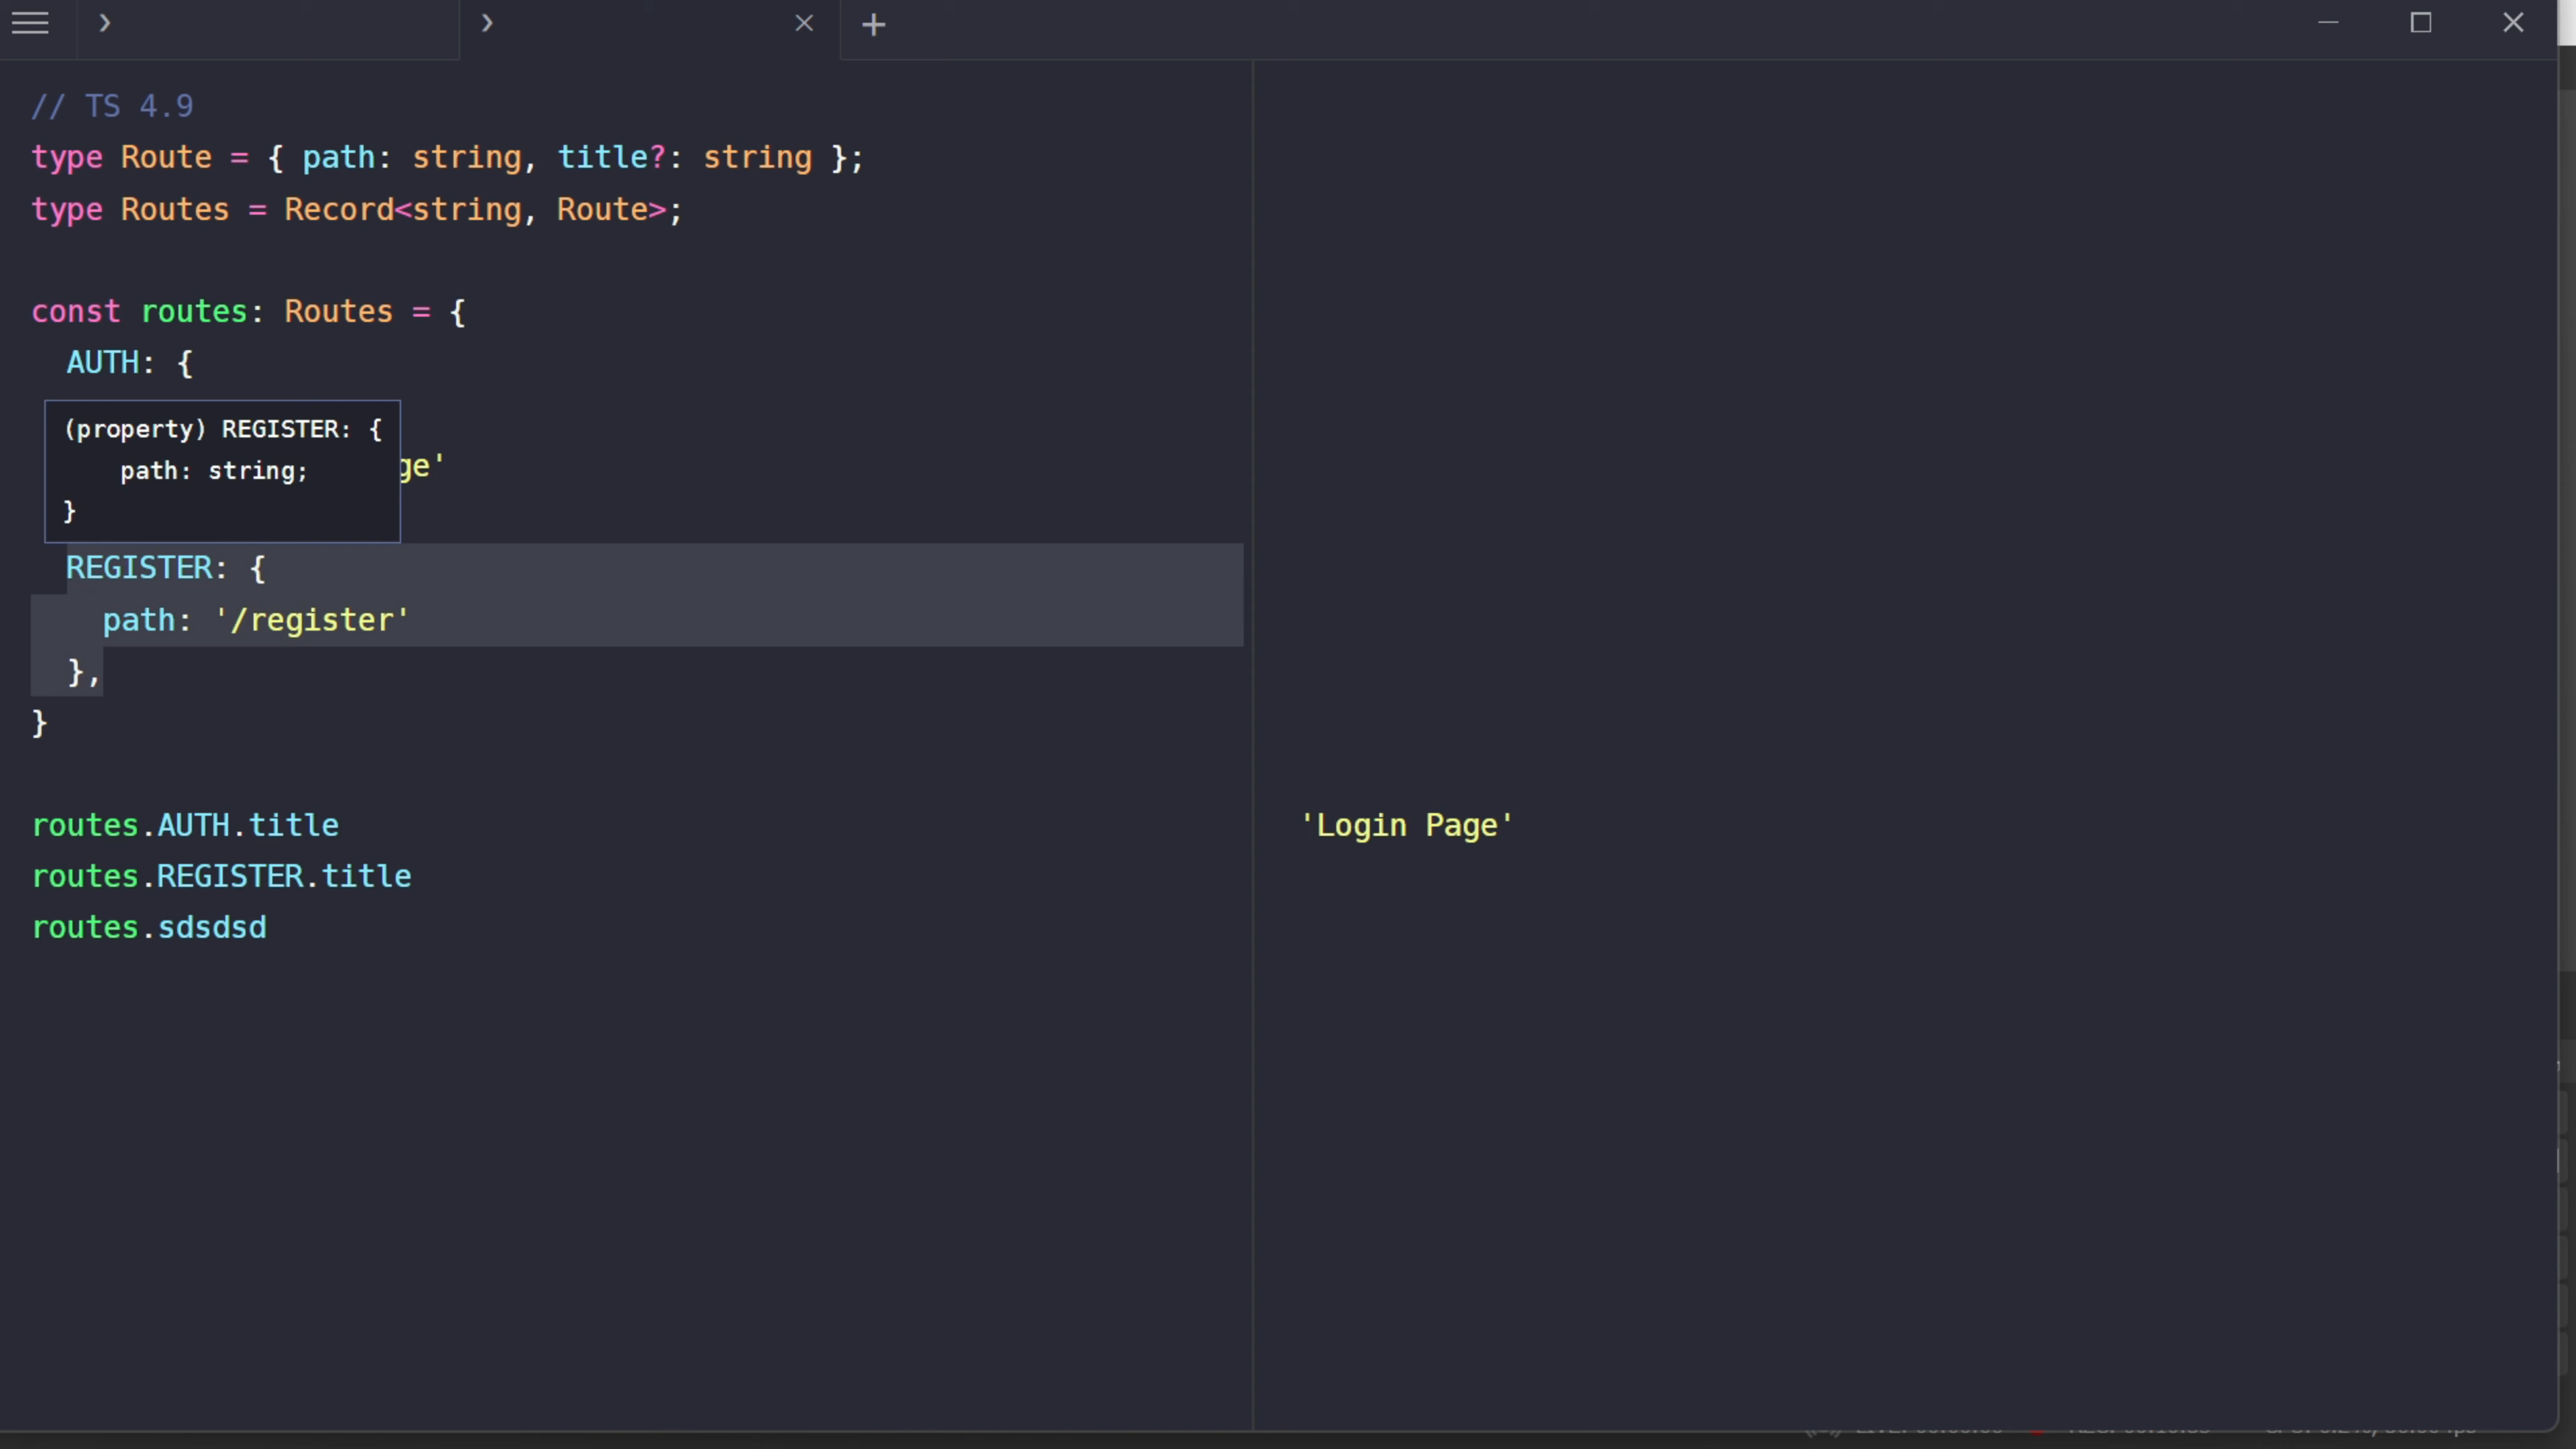 // TS 4.9
type Route = { path: string, title?: string };
type Routes = Record<string, Route>;
const routes: Routes = {
AUTH: {
(property) REGISTER: {
path: string;
}
ge'
REGISTER: {
path: '/register'
},
}
routes.AUTH.title
'Login Page'
routes.REGISTER.title
routes.sdsdsd